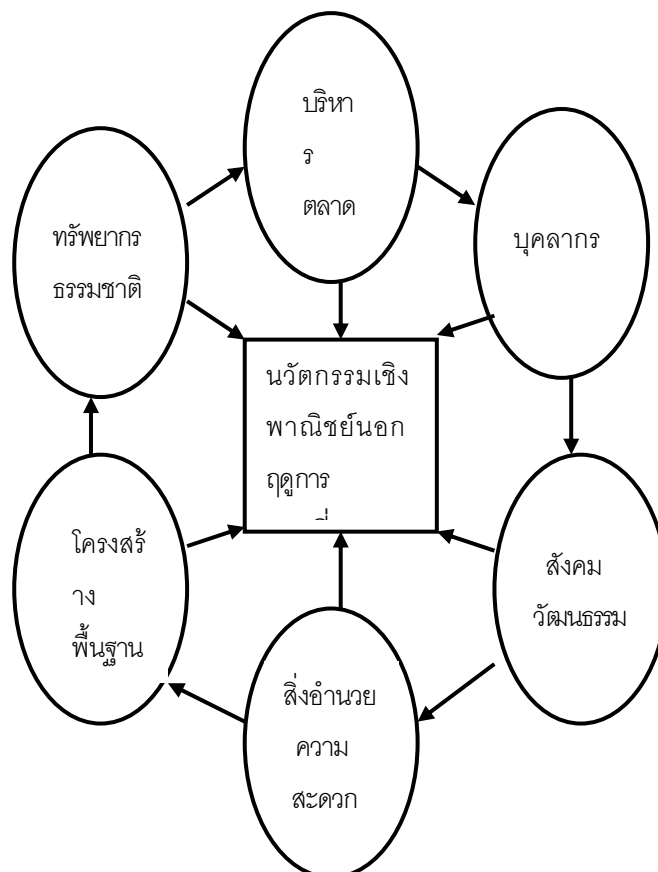 บริหา
ร
ตลาด
บุคลากร
ทรัพยากร
ธรรมชาติ
นวัตกรรมเชิง
พาณิชย์นอก
ฤดูการ
สังคม
วัฒนธรรม
โครงสร้
าง
พื้นฐาน
สิ่งอำนวย
ความ
สะดวก